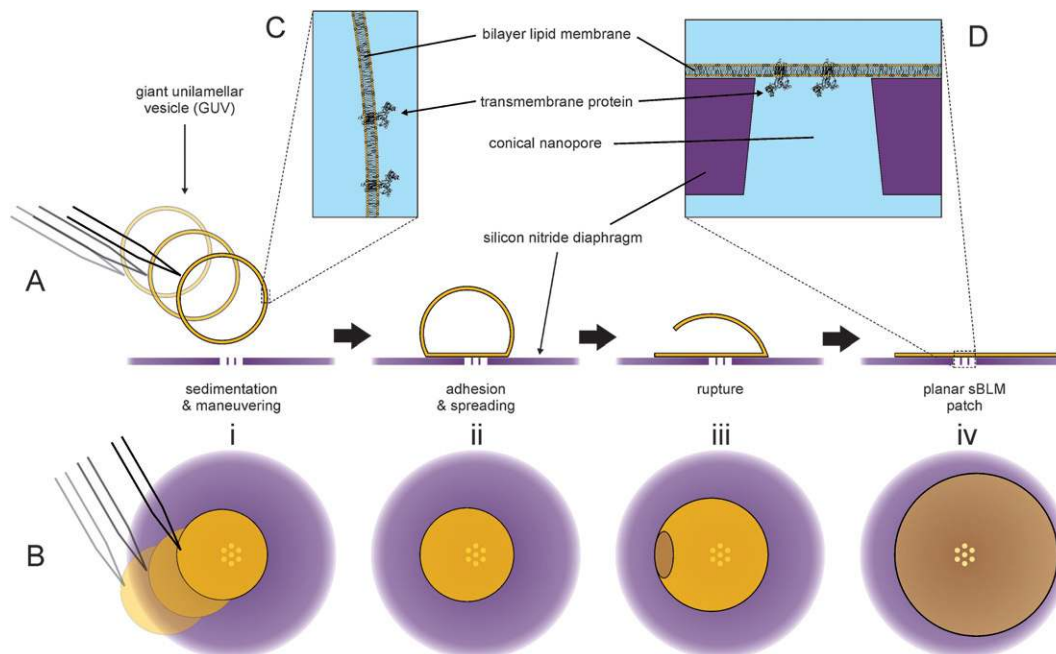 C
D
bilayer lipid membrane
giant unilamellar
vesicle (GUV)
transmembrane protein
conical nanopore
silicon nitride diaphragm
A
sedimentation
& maneuvering
adhesion
& spreading
rupture
planar sBLM
patch
i
ii
iii
iv
B